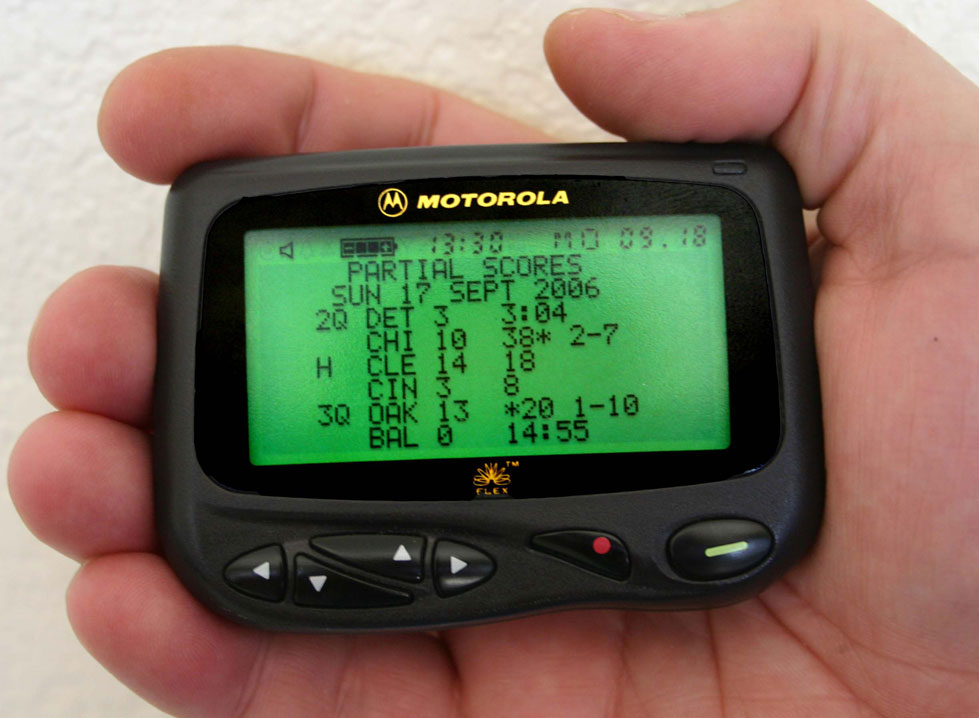 MOTOROLA
13:30 MO 09.18
PARTIAL SCORES
SUN 17 SEPT 2006
2Q DET 3 3:04
CHI 10 38* 2-7
H CLE 14 18
CIN 3 8
3Q OAK 13 *20 1-10
BAL 0 14:55
FLEX™